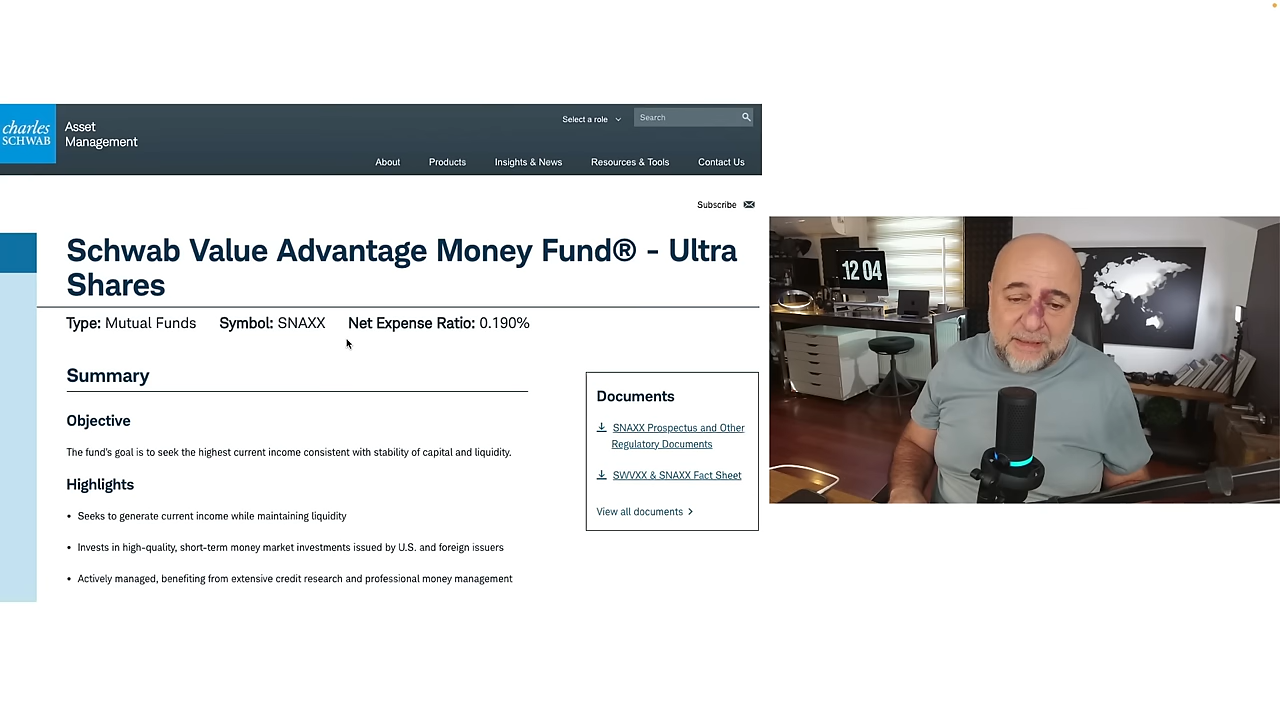 charles
SCHWAB
Asset
Management
Select a role
Search
About
Products
Insights & News
Resources & Tools
Contact Us
Subscribe
Schwab Value Advantage Money Fund® - Ultra
Shares
Type: Mutual Funds Symbol: SNAXX Net Expense Ratio: 0.190%
Summary
Objective
The fund's goal is to seek the highest current income consistent with stability of capital and liquidity.
Highlights
• Seeks to generate current income while maintaining liquidity
• Invests in high-quality, short-term money market investments issued by U.S. and foreign issuers
• Actively managed, benefiting from extensive credit research and professional money management
Documents
SNAXX Prospectus and Other
Regulatory Documents
SWVXX & SNAXX Fact Sheet
View all documents
12 04